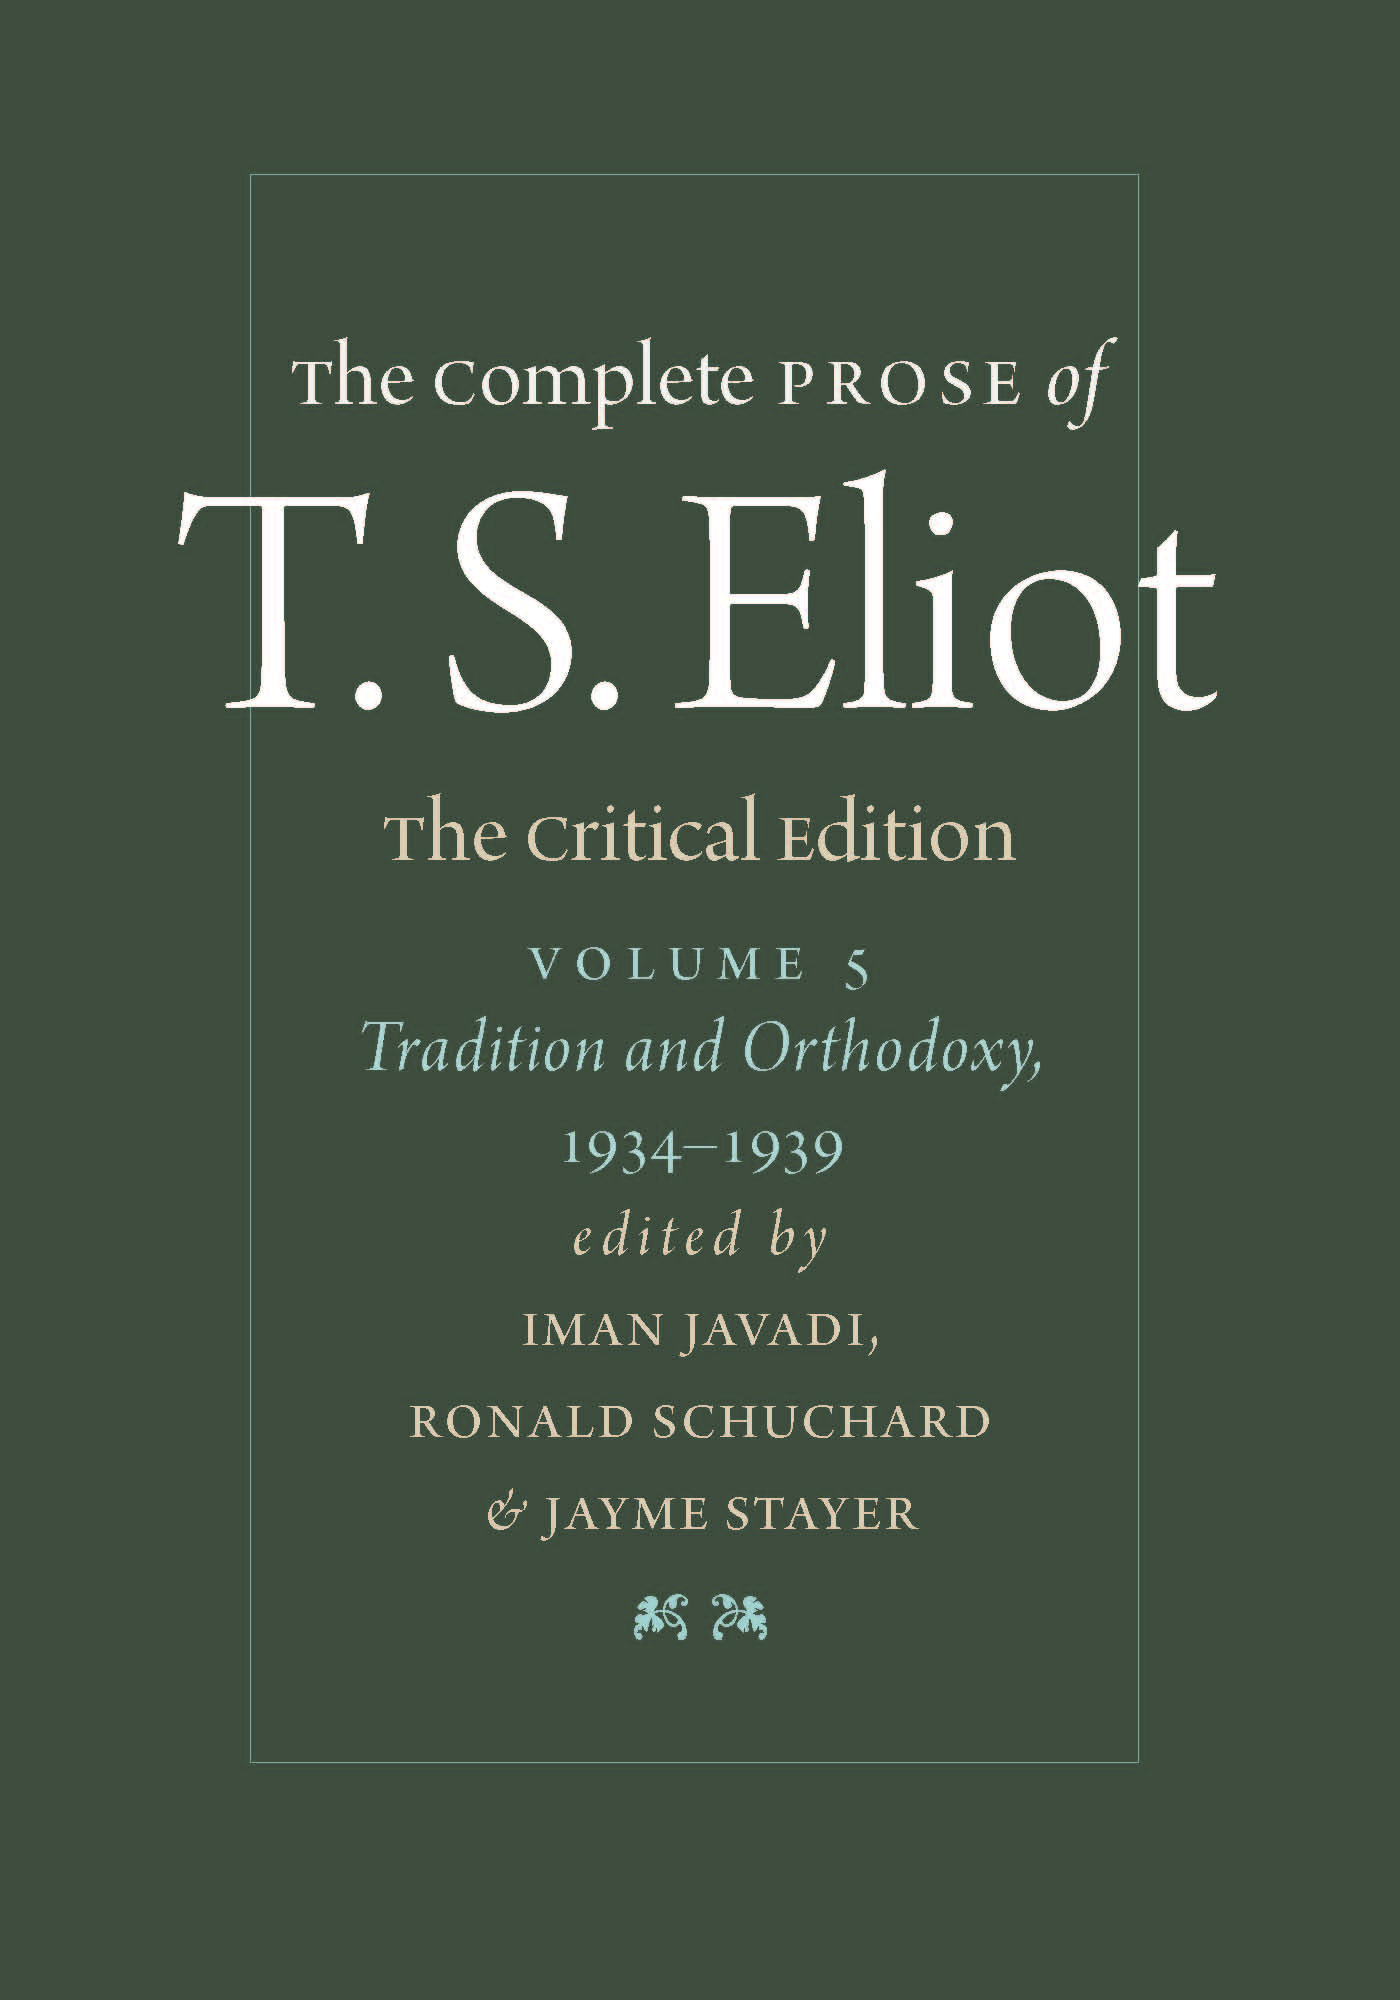 The Complete PROSE of
T. S. Eliot
The Critical Edition
VOLUME 5
Tradition and Orthodoxy,
1934–1939
edited by
IMAN JAVADI,
RONALD SCHUCHARD
& JAYME STAYER